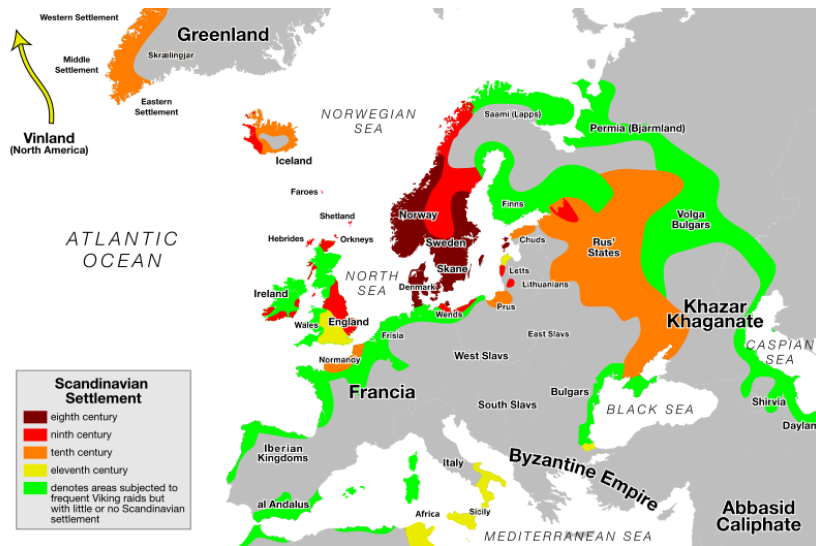 Western Settlement
Greenland
Skrælingjar
Middle
Settlement
Eastern
Settlement
Vinland
(North America)
NORWEGIAN
SEA
Iceland
Saami (Lapps)
Permia (Bjarmland)
Faroes
Shetland
Hebrides
Orkneys
ATLANTIC
OCEAN
NORTH
SEA
Norway
Sweden
Skane
Denmark
Finns
Chuds
Letts
Lithuanians
Rus'
States
Volga
Bulgars
Ireland
Wales
England
Frisia
Wends
Prus
East Slavs
Khazar
Khaganate
CASPIAN
SEA
Normandy
West Slavs
Francia
South Slavs
Bulgars
BLACK SEA
Shirvia
Daylam
Iberian
Kingdoms
al Andalus
Italy
Byzantine Empire
Africa
Sicily
MEDITERRANEAN SEA
Abbasid
Caliphate
Scandinavian
Settlement
eighth century
ninth century
tenth century
eleventh century
denotes areas subjected to
frequent Viking raids but
with little or no Scandinavian
settlement